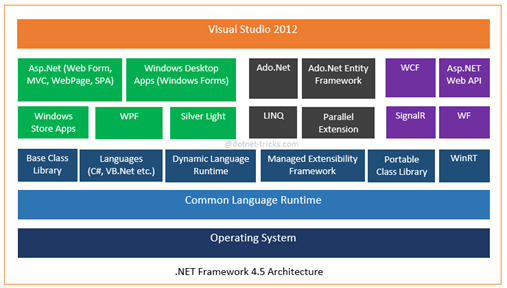 Visual Studio 2012
Asp.Net (Web Form,
MVC, WebPage, SPA)
Windows Desktop
Apps (Windows Forms)
Ado.Net
Ado.Net Entity
Framework
WCF
Asp.NET
Web API
Windows
Store Apps
WPF
Silver Light
LINQ
Parallel
Extension
SignalR
WF
@dotnet-tricks.com
Base Class
Library
Languages
(C#, VB.Net etc.)
Dynamic Language
Runtime
Managed Extensibility
Framework
Portable
Class Library
WinRT
Common Language Runtime
Operating System
.NET Framework 4.5 Architecture